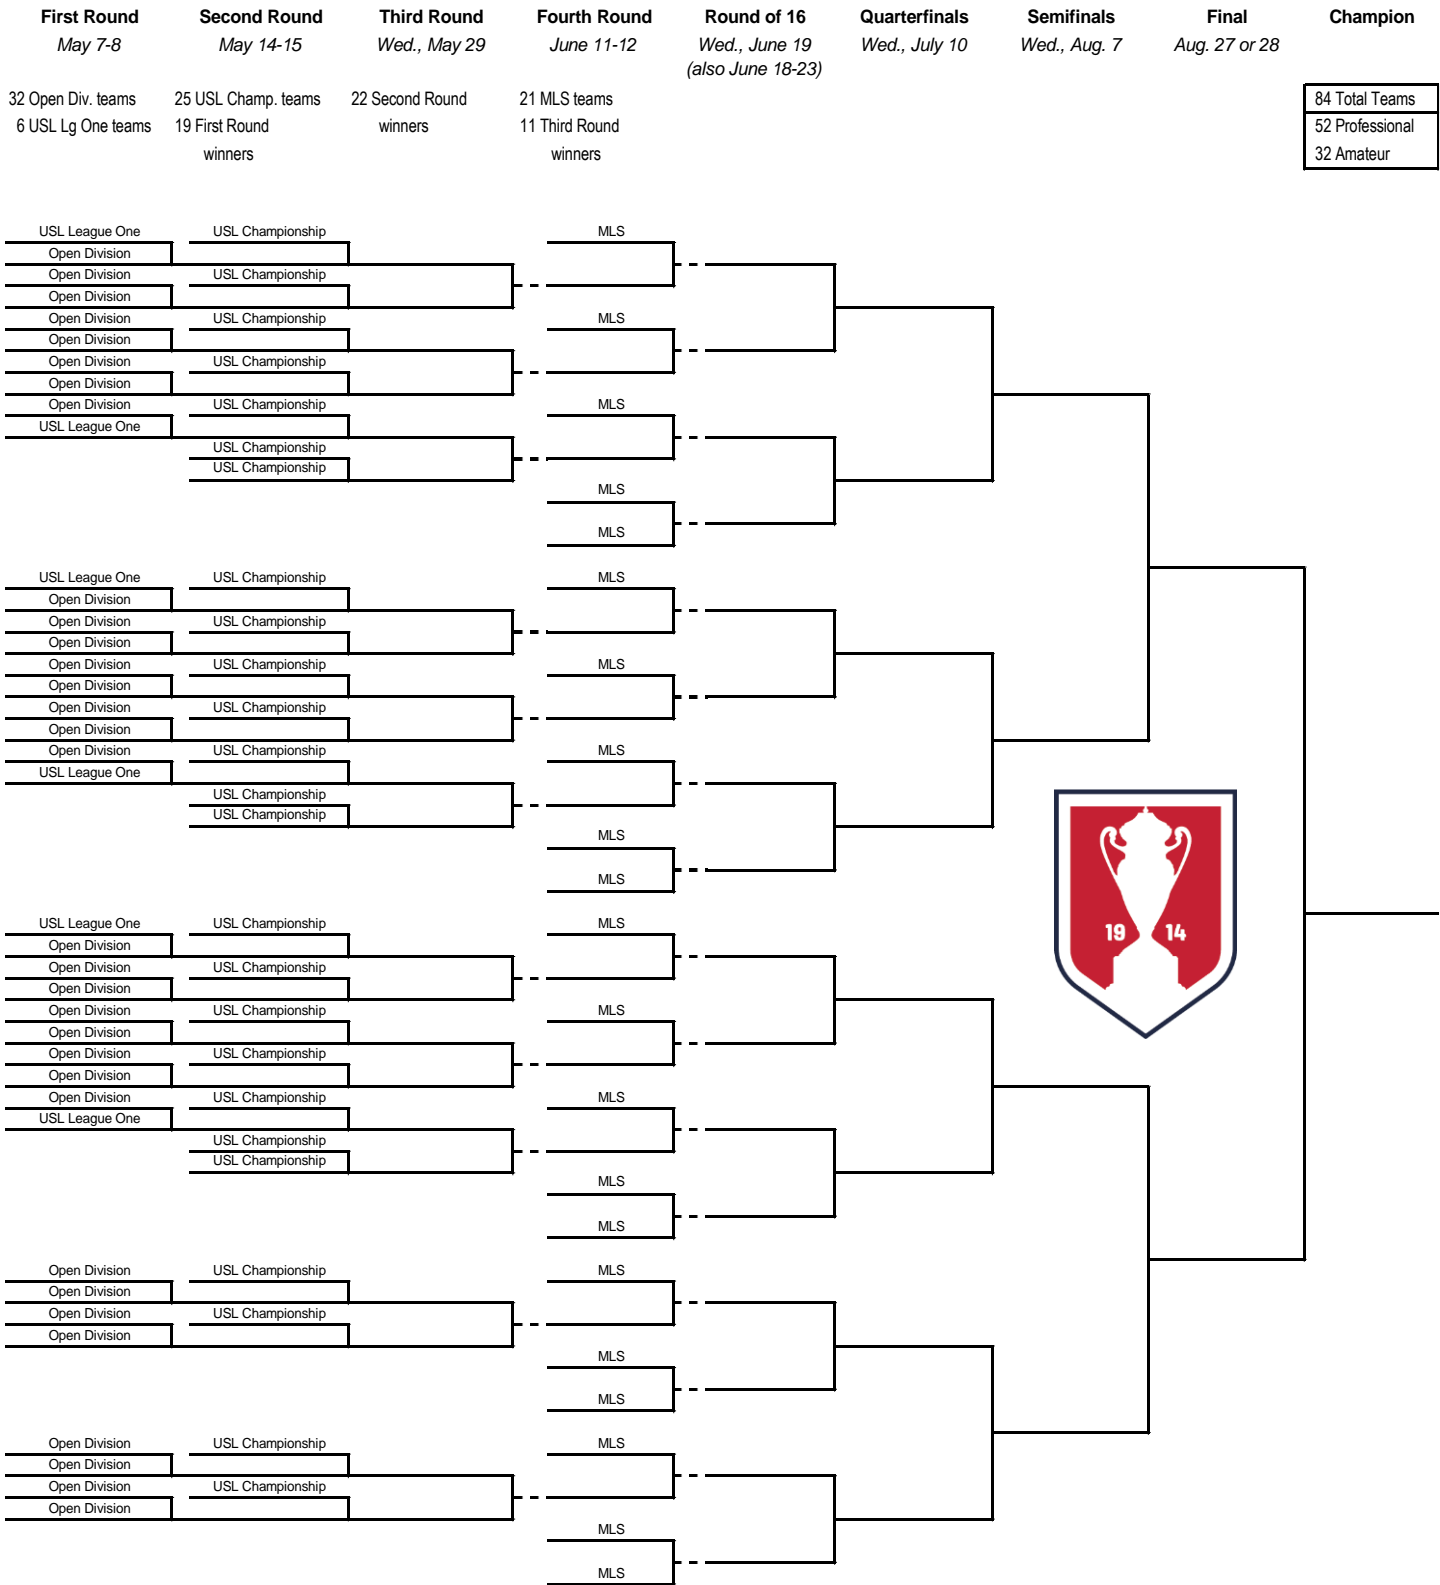 First Round Second Round Third Round Fourth Round Round of 16 Quarterfinals Semifinals Final Champion
May 7-8 May 14-15 Wed., May 29 June 11-12 Wed., June 19 Wed., July 10 Wed., Aug. 7 Aug. 27 or 28
(also June 18-23)
32 Open Div. teams 25 USL Champ. teams 22 Second Round 21 MLS teams 84 Total Teams
6 USL Lg One teams 19 First Round winners 11 Third Round 52 Professional
winners winners 32 Amateur
USL League One USL Championship MLS
Open Division
Open Division USL Championship
Open Division
Open Division USL Championship MLS
Open Division
Open Division USL Championship
Open Division
Open Division USL Championship MLS
USL League One
USL Championship
USL Championship
MLS
MLS
USL League One USL Championship MLS
Open Division
Open Division USL Championship
Open Division
Open Division USL Championship MLS
Open Division
Open Division USL Championship
Open Division
Open Division USL Championship MLS
USL League One
USL Championship
USL Championship
MLS
MLS
USL League One USL Championship MLS
19 14
Open Division
Open Division USL Championship
Open Division
Open Division USL Championship MLS
Open Division
Open Division USL Championship
Open Division
Open Division USL Championship MLS
USL League One
USL Championship
USL Championship
MLS
MLS
Open Division USL Championship MLS
Open Division
Open Division USL Championship
Open Division
MLS
MLS
Open Division USL Championship MLS
Open Division
Open Division USL Championship
Open Division
MLS
MLS